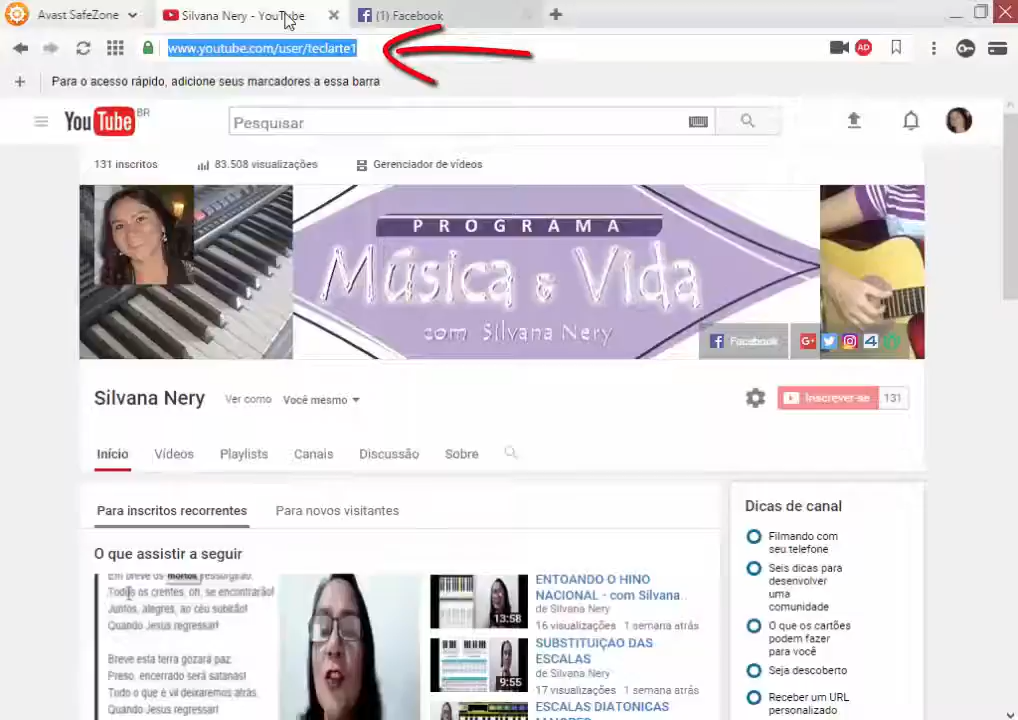 Avast SafeZone
Silvana Nery - YouTube
(1) Facebook
www.youtube.com/user/teclarte1
AD
Para o acesso rápido, adicione seus marcadores a essa barra
YouTube BR
Pesquisar
131 inscritos
83.508 visualizações
Gerenciador de vídeos
PROGRAMA
Música e Vida
com Silvana Nery
Facebook
Silvana Nery
Ver como
Você mesmo
Inscrever-se
131
Início
Vídeos
Playlists
Canais
Discussão
Sobre
Para inscritos recorrentes
Para novos visitantes
O que assistir a seguir
Em breve os mortos ressurgirão.
Todos os crentes, oh, se encontrarão!
Juntos, alegres, ao céu subirão!
Quando Jesus regressar!
Breve esta terra gozará paz.
Preso, encerrado será satanás!
Tudo o que é vil deixaremos atrás,
Quando Jesus regressar!
13:58
ENTOANDO O HINO
NACIONAL - com Silvana..
de Silvana Nery
16 visualizações 1 semana atrás
9:55
SUBSTITUIÇÃO DAS
ESCALAS
de Silvana Nery
17 visualizações 1 semana atrás
ESCALAS DIATONICAS
Dicas de canal
Filmando com
seu telefone
Seis dicas para
desenvolver
uma
comunidade
O que os cartões
podem fazer
para você
Seja descoberto
Receber um URL
personalizado